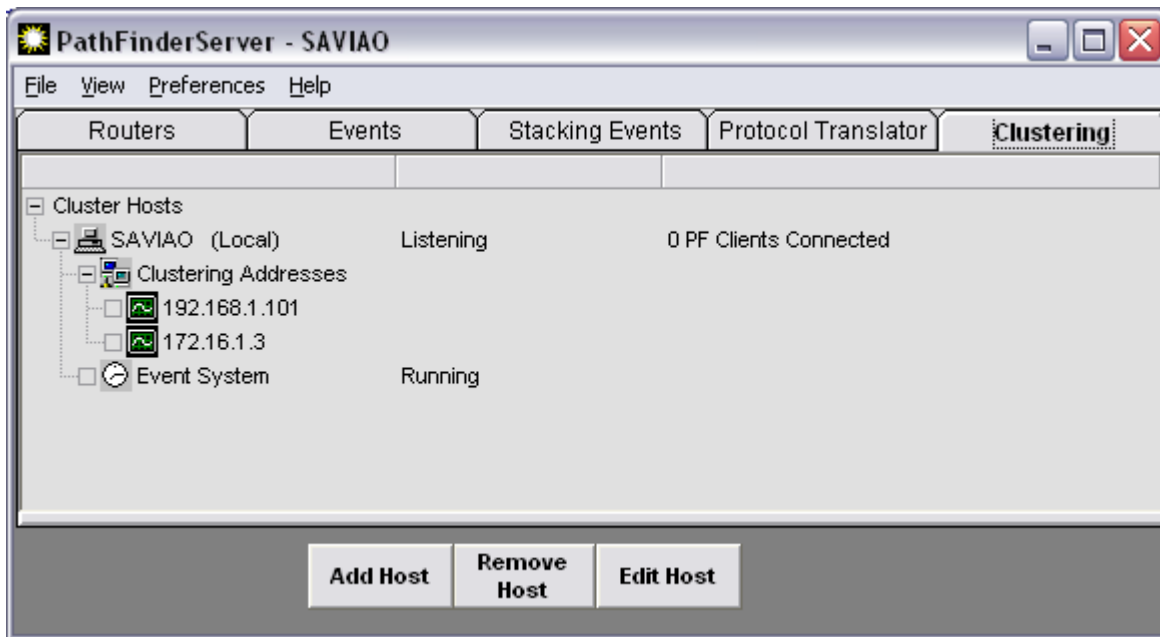 PathFinderServer - SAVIAO
File View Preferences Help
Routers Events Stacking Events Protocol Translator Clustering
Cluster Hosts
SAVIAO (Local) Listening 0 PF Clients Connected
Clustering Addresses
192.168.1.101
172.16.1.3
Event System Running
Add Host Remove Host Edit Host